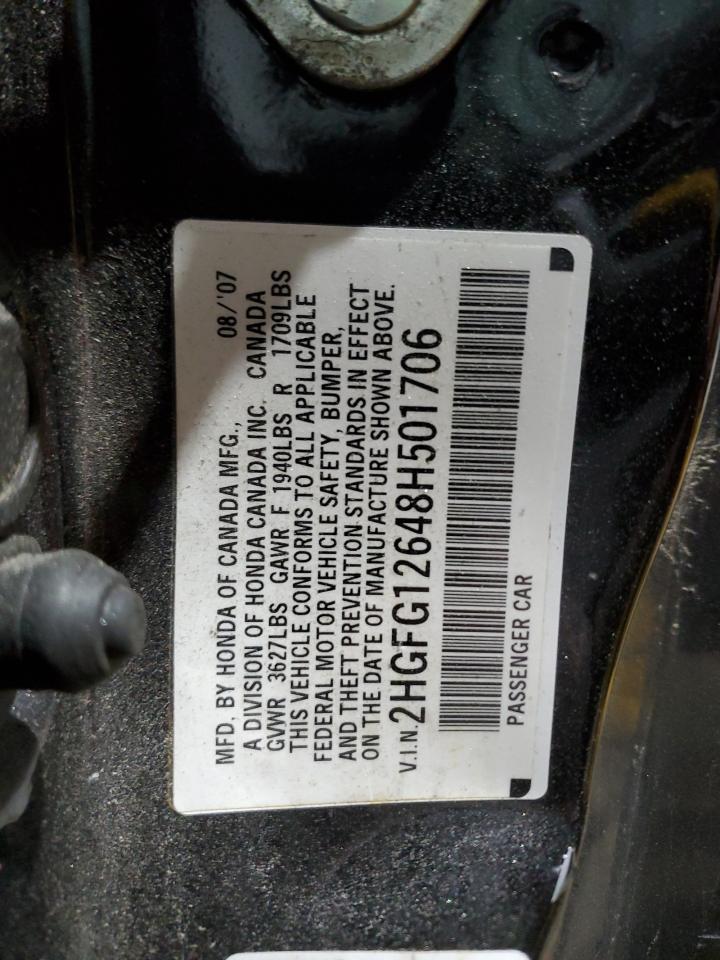 MFD. BY HONDA OF CANADA MFG., 08/'07
A DIVISION OF HONDA CANADA INC. CANADA
GVWR 3627LBS GAWR F 1940LBS R 1709LBS
THIS VEHICLE CONFORMS TO ALL APPLICABLE
FEDERAL MOTOR VEHICLE SAFETY, BUMPER,
AND THEFT PREVENTION STANDARDS IN EFFECT
ON THE DATE OF MANUFACTURE SHOWN ABOVE.
V.I.N. 2HGFG12648H501706
PASSENGER CAR